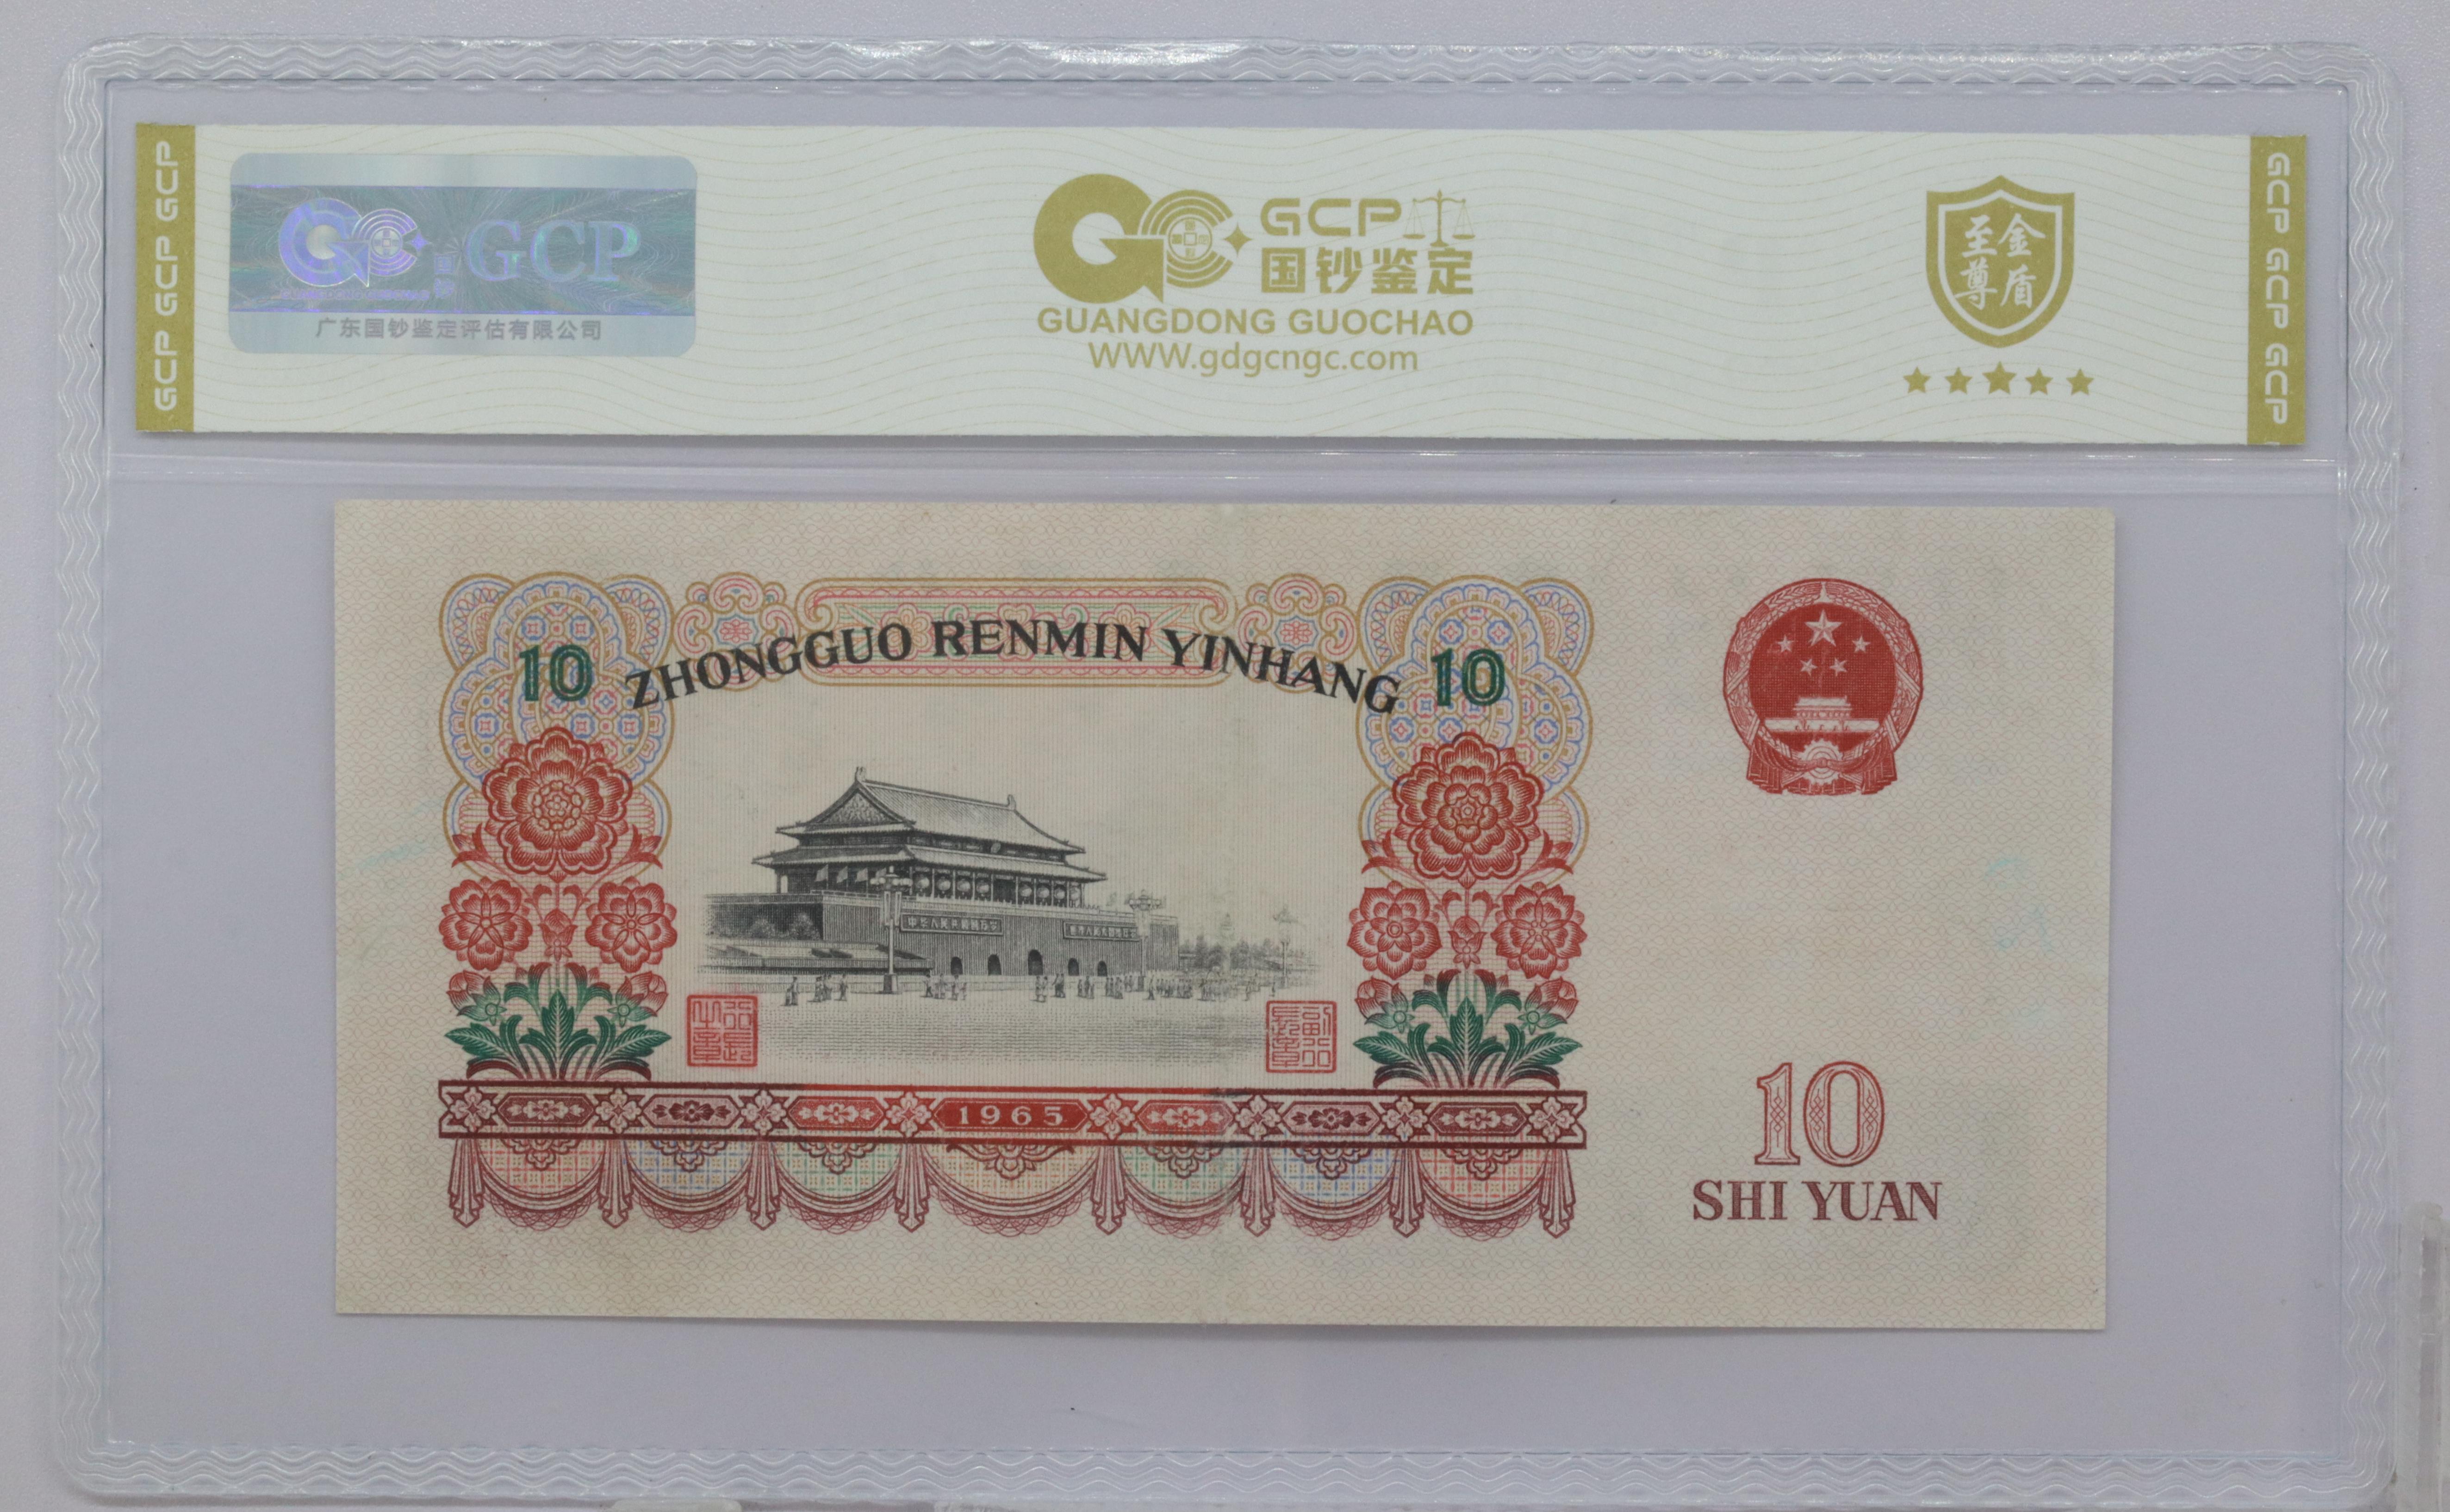 GCP GCP GCP
GCP
广东国钞鉴定评估有限公司
GCP
国钞鉴定
GUANGDONG GUOCHAO
WWW.gdgcngc.com
至尊金盾
GCP GCP GCP
10 ZHONGGUO RENMIN YINHANG 10
1965
10
SHI YUAN